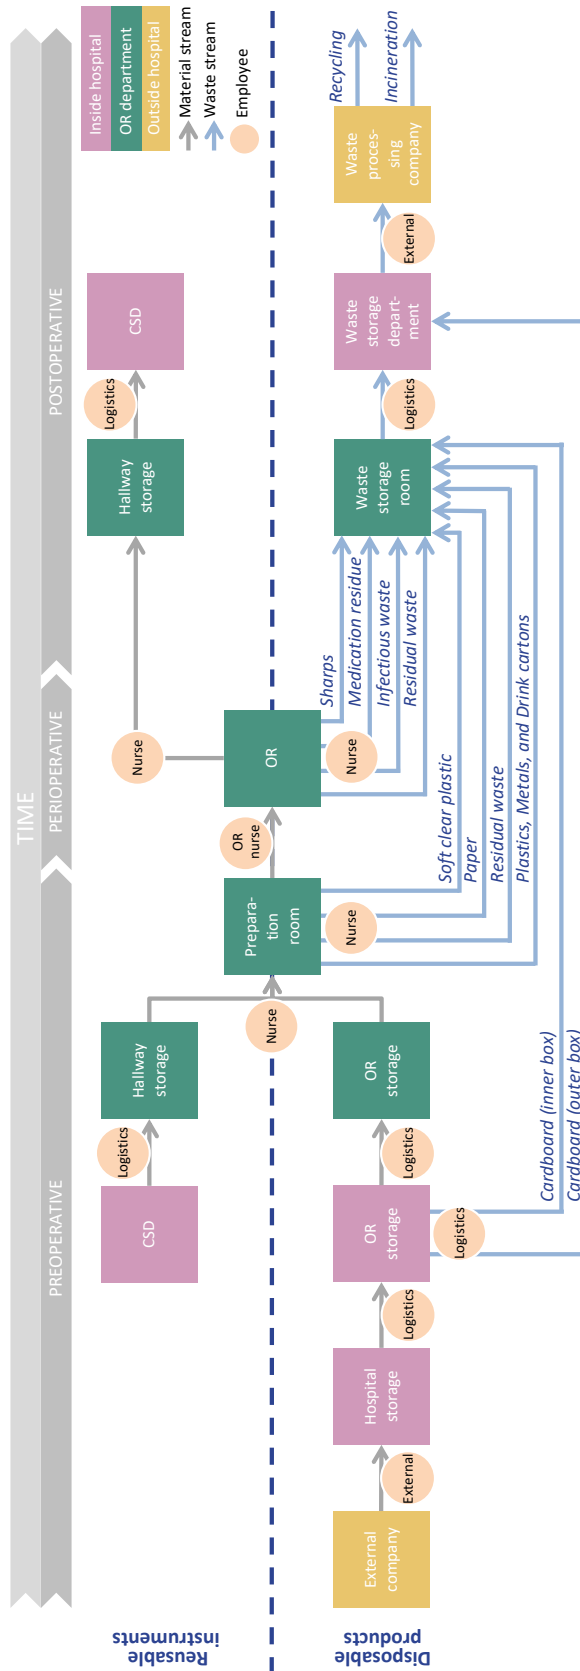 TIME
PREOPERATIVE
PERIOPERATIVE
POSTOPERATIVE
Inside hospital
OR department
Outside hospital
Material stream
Waste stream
Employee
Reusable
instruments
CSD
Logistics
Hallway
storage
Nurse
Prepara-
tion
room
OR
nurse
OR
Nurse
Hallway
storage
Logistics
CSD
Disposable
products
External
company
External
Hospital
storage
Logistics
OR
storage
Logistics
OR
storage
Logistics
Nurse
Nurse
Sharps
Medication residue
Infectious waste
Residual waste
Soft clear plastic
Paper
Residual waste
Plastics, Metals, and Drink cartons
Cardboard (inner box)
Cardboard (outer box)
Waste
storage
room
Logistics
Waste
storage
depart-
ment
External
Waste
proces-
sing
company
Recycling
Incineration